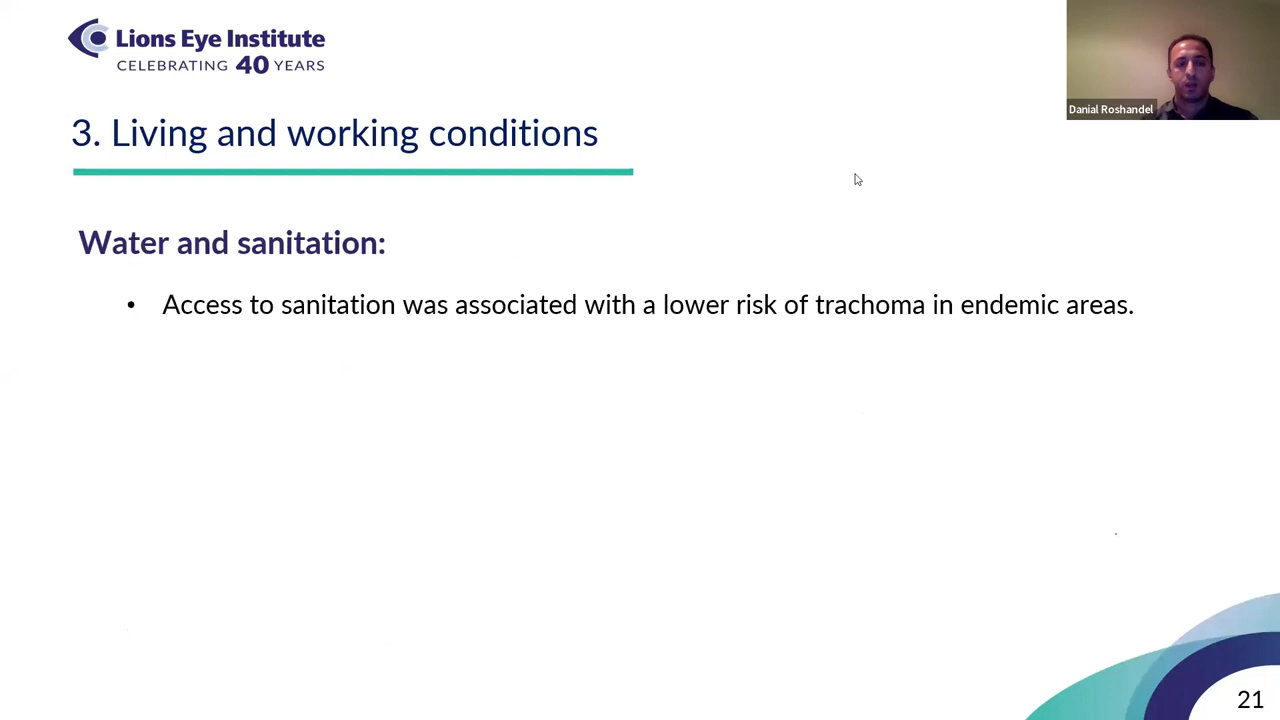 Lions Eye Institute
CELEBRATING 40 YEARS
Danial Roshandel
3. Living and working conditions
Water and sanitation:
• Access to sanitation was associated with a lower risk of trachoma in endemic areas.
21